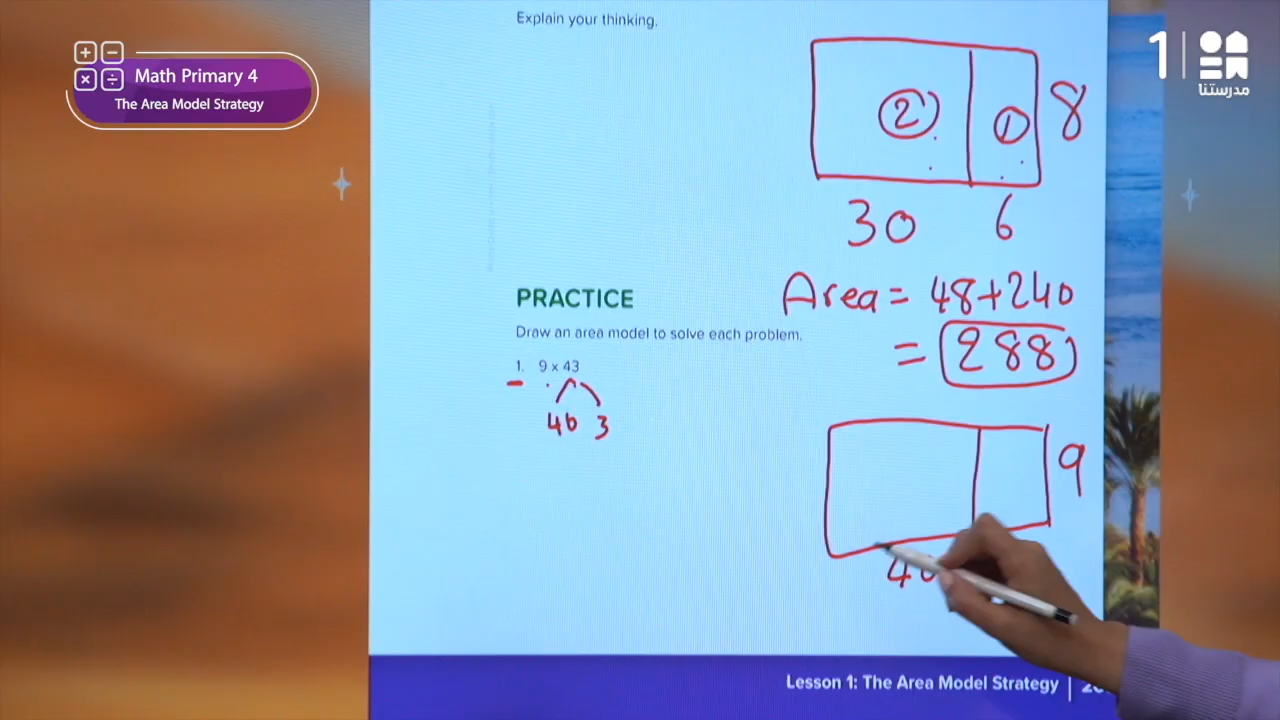 Math Primary 4
The Area Model Strategy
1
مدرستنا
Explain your thinking.
2
1
8
30 6
Area = 48+240
= 288
PRACTICE
Draw an area model to solve each problem.
1. 9 x 43
40 3
9
40
Lesson 1: The Area Model Strategy